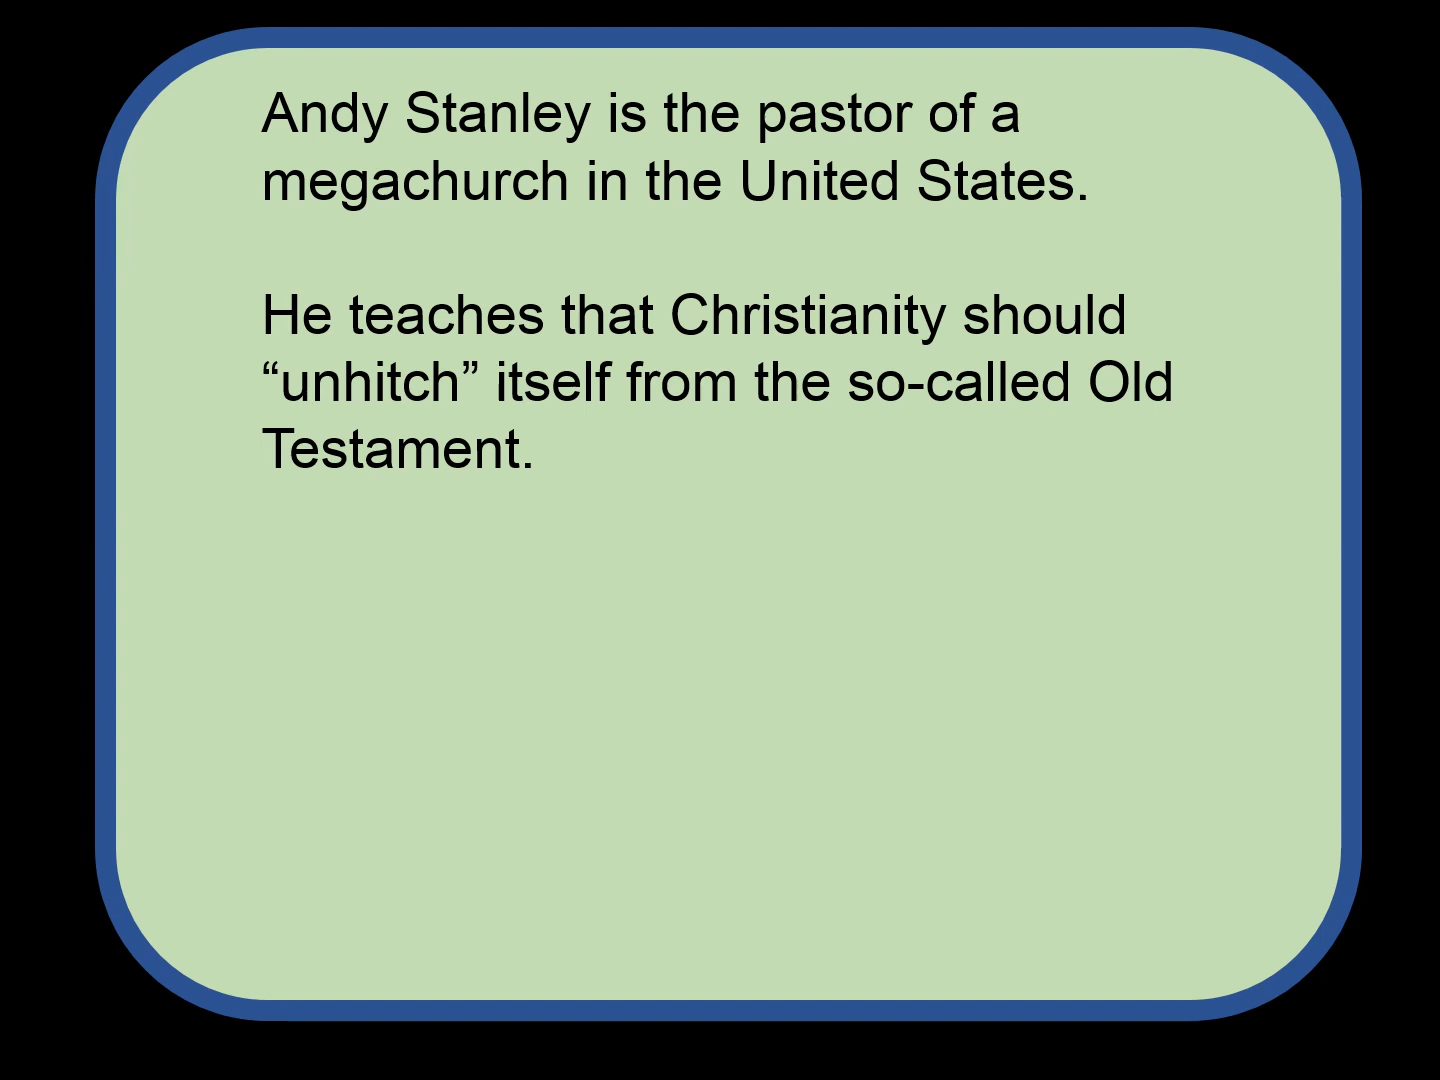 Andy Stanley is the pastor of a
megachurch in the United States.
He teaches that Christianity should
“unhitch” itself from the so-called Old
Testament.